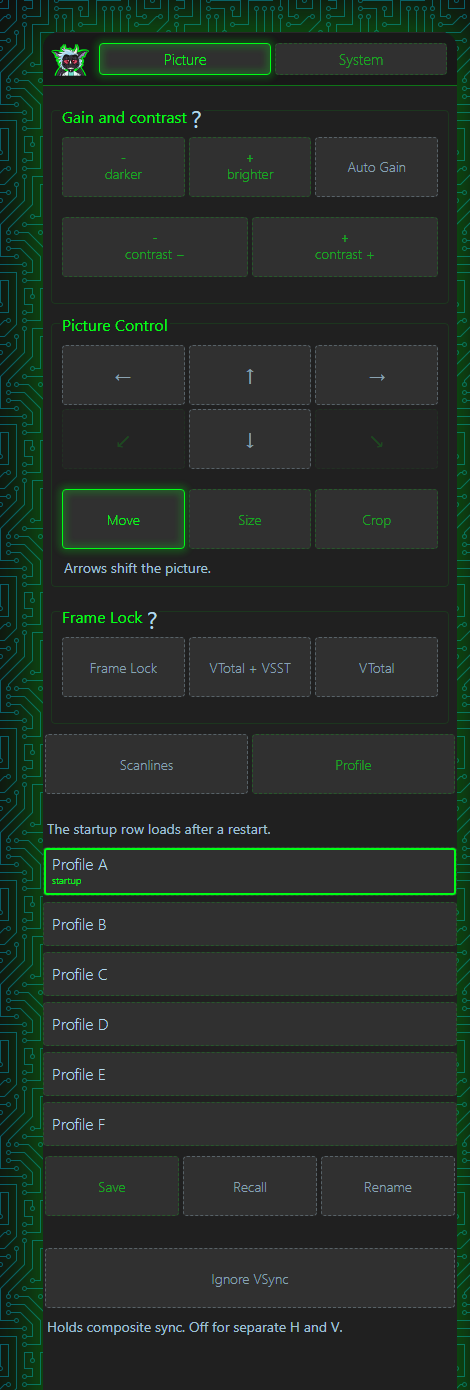 Picture
System
Gain and contrast ?
-
darker
+
brighter
Auto Gain
-
contrast −
+
contrast +
Picture Control
←
↑
→
↙
↓
↘
Move
Size
Crop
Arrows shift the picture.
Frame Lock ?
Frame Lock
VTotal + VSST
VTotal
Scanlines
Profile
The startup row loads after a restart.
Profile A
startup
Profile B
Profile C
Profile D
Profile E
Profile F
Save
Recall
Rename
Ignore VSync
Holds composite sync. Off for separate H and V.